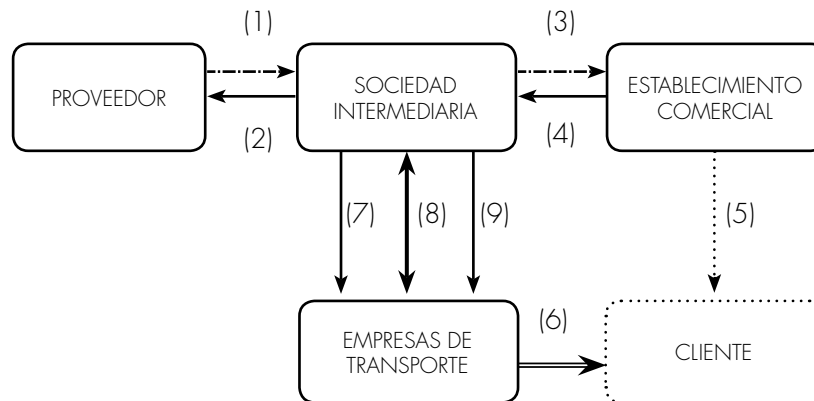 (1)
(3)
PROVEEDOR
SOCIEDAD
INTERMEDIARIA
ESTABLECIMIENTO
COMERCIAL
(2)
(4)
(7)
(8)
(9)
(5)
EMPRESAS DE
TRANSPORTE
(6)
CLIENTE